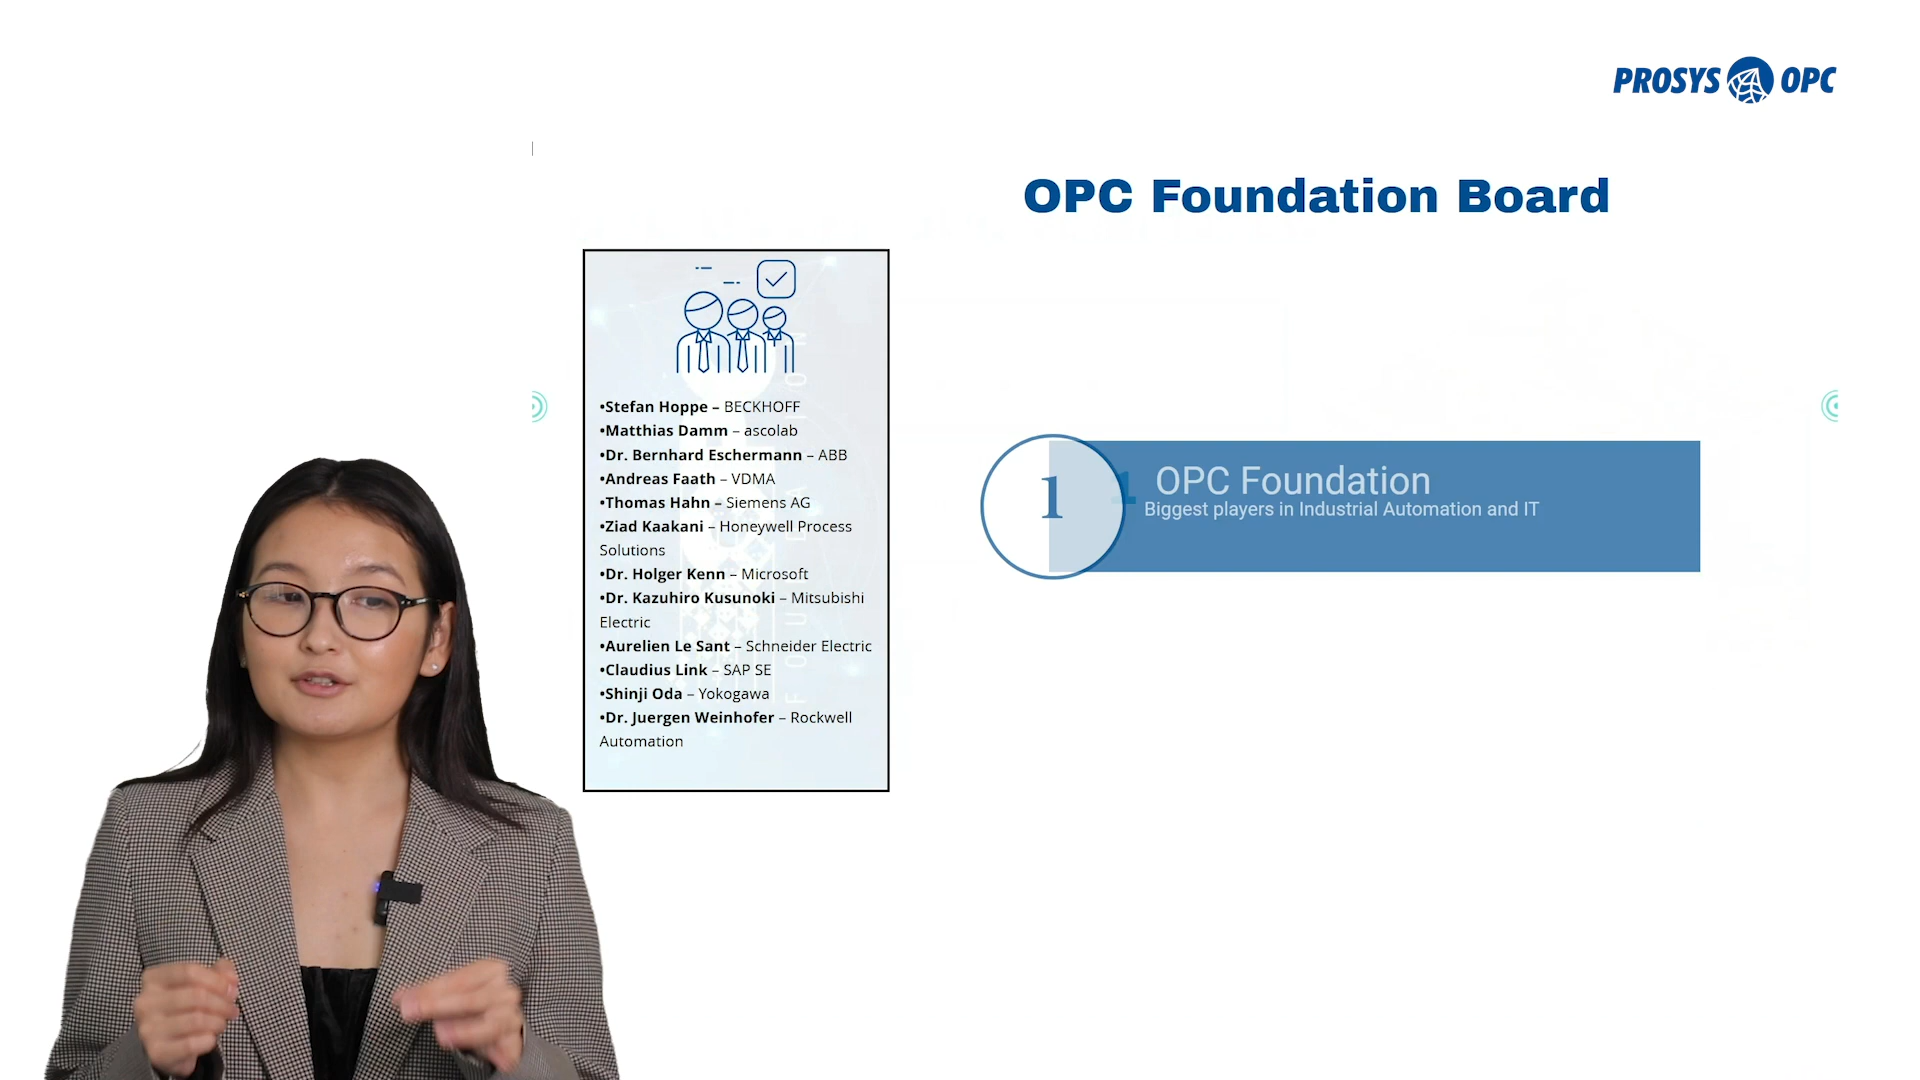 PROSYS OPC
OPC Foundation Board
•Stefan Hoppe – BECKHOFF
•Matthias Damm – ascolab
•Dr. Bernhard Eschermann – ABB
•Andreas Faath – VDMA
•Thomas Hahn – Siemens AG
•Ziad Kaakani – Honeywell Process
Solutions
•Dr. Holger Kenn – Microsoft
•Dr. Kazuhiro Kusunoki – Mitsubishi
Electric
•Aurelien Le Sant – Schneider Electric
•Claudius Link – SAP SE
•Shinji Oda – Yokogawa
•Dr. Juergen Weinhofer – Rockwell
Automation
1
1 OPC Foundation
Biggest players in Industrial Automation and IT